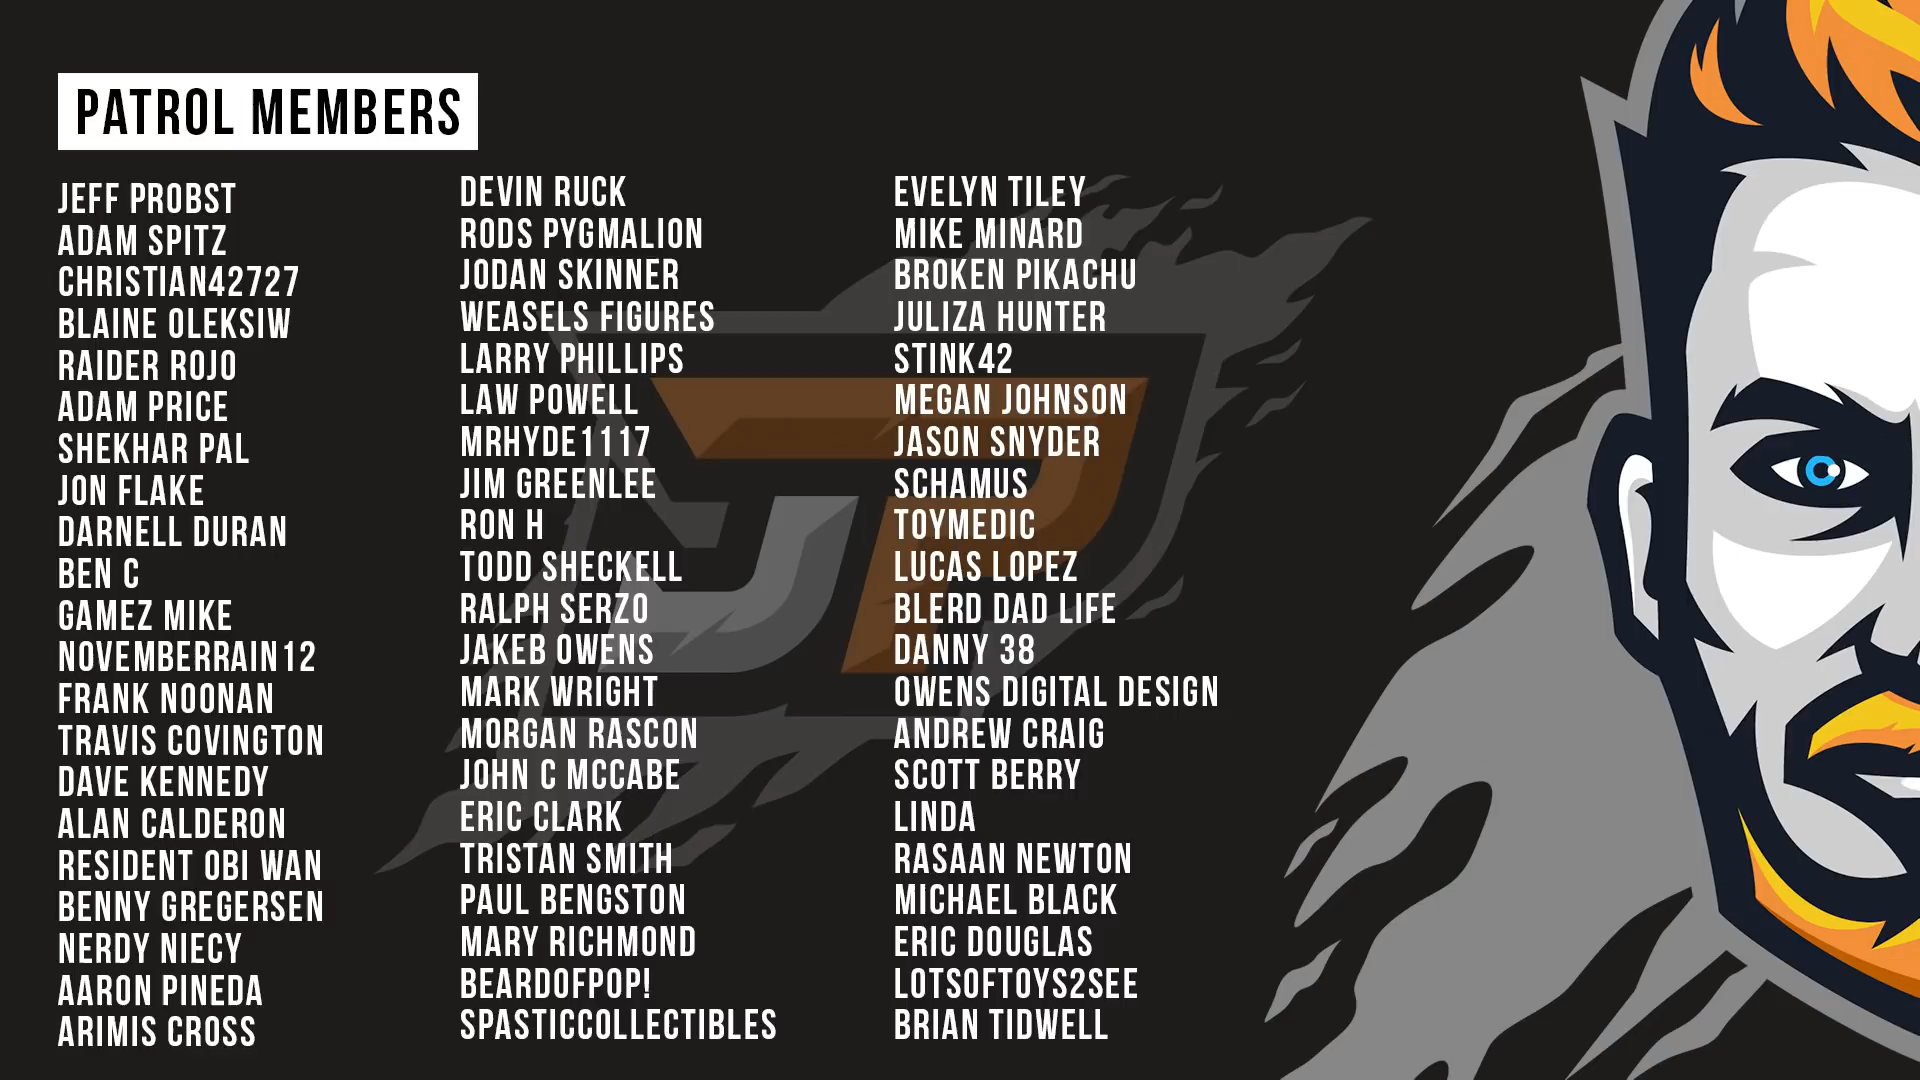 PATROL MEMBERS
JEFF PROBST
ADAM SPITZ
CHRISTIAN42727
BLAINE OLEKSIW
RAIDER ROJO
ADAM PRICE
SHEKHAR PAL
JON FLAKE
DARNELL DURAN
BEN C
GAMEZ MIKE
NOVEMBERRAIN12
FRANK NOONAN
TRAVIS COVINGTON
DAVE KENNEDY
ALAN CALDERON
RESIDENT OBI WAN
BENNY GREGERSEN
NERDY NIECY
AARON PINEDA
ARIMIS CROSS
DEVIN RUCK
RODS PYGMALION
JODAN SKINNER
WEASELS FIGURES
LARRY PHILLIPS
LAW POWELL
MRHYDE1117
JIM GREENLEE
RON H
TODD SHECKELL
RALPH SERZO
JAKEB OWENS
MARK WRIGHT
MORGAN RASCON
JOHN C MCCABE
ERIC CLARK
TRISTAN SMITH
PAUL BENGSTON
MARY RICHMOND
BEARDOFPOP!
SPASTICCOLLECTIBLES
EVELYN TILEY
MIKE MINARD
BROKEN PIKACHU
JULIZA HUNTER
STINK42
MEGAN JOHNSON
JASON SNYDER
SCHAMUS
TOYMEDIC
LUCAS LOPEZ
BLERD DAD LIFE
DANNY 38
OWENS DIGITAL DESIGN
ANDREW CRAIG
SCOTT BERRY
LINDA
RASAAN NEWTON
MICHAEL BLACK
ERIC DOUGLAS
LOTSOFTOYS2SEE
BRIAN TIDWELL
JP